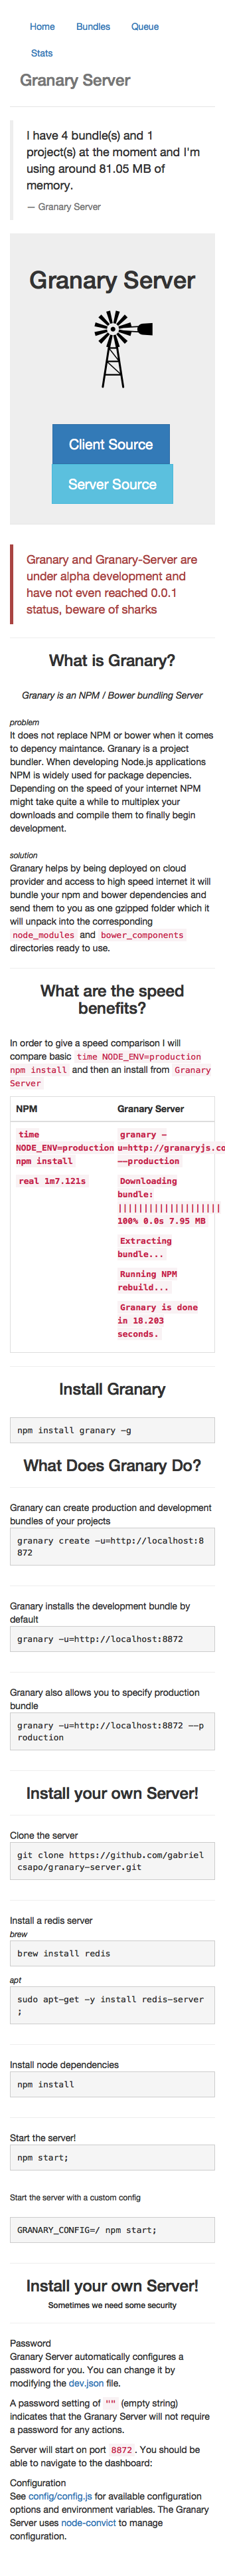 Home Bundles Queue
Stats
Granary Server
I have 4 bundle(s) and 1
project(s) at the moment and I'm
using around 81.05 MB of
memory.
— Granary Server
Granary Server
Client Source
Server Source
Granary and Granary-Server are
under alpha development and
have not even reached 0.0.1
status, beware of sharks
What is Granary?
Granary is an NPM / Bower bundling Server
problem
It does not replace NPM or bower when it comes
to depency maintance. Granary is a project
bundler. When developing Node.js applications
NPM is widely used for package depencies.
Depending on the speed of your internet NPM
might take quite a while to multiplex your
downloads and compile them to finally begin
development.
solution
Granary helps by being deployed on cloud
provider and access to high speed internet it will
bundle your npm and bower dependencies and
send them to you as one gzipped folder which it
will unpack into the corresponding
node_modules and bower_components
directories ready to use.
What are the speed
benefits?
In order to give a speed comparison I will
compare basic time NODE_ENV=production
npm install and then an install from Granary
Server
NPM Granary Server
time
NODE_ENV=production
npm install
real 1m7.121s
granary -
u=http://granaryjs.co
--production
Downloading
bundle:
||||||||||||||||||||
100% 0.0s 7.95 MB
Extracting
bundle...
Running NPM
rebuild...
Granary is done
in 18.203
seconds.
Install Granary
npm install granary -g
What Does Granary Do?
Granary can create production and development
bundles of your projects
granary create -u=http://localhost:8
872
Granary installs the development bundle by
default
granary -u=http://localhost:8872
Granary also allows you to specify production
bundle
granary -u=http://localhost:8872 --p
roduction
Install your own Server!
Clone the server
git clone https://github.com/gabriel
csapo/granary-server.git
Install a redis server
brew
brew install redis
apt
sudo apt-get -y install redis-server
;
Install node dependencies
npm install
Start the server!
npm start;
Start the server with a custom config
GRANARY_CONFIG=/ npm start;
Install your own Server!
Sometimes we need some security
Password
Granary Server automatically configures a
password for you. You can change it by
modifying the dev.json file.
A password setting of "" (empty string)
indicates that the Granary Server will not require
a password for any actions.
Server will start on port 8872 . You should be
able to navigate to the dashboard:
Configuration
See config/config.js for available configuration
options and environment variables. The Granary
Server uses node-convict to manage
configuration.